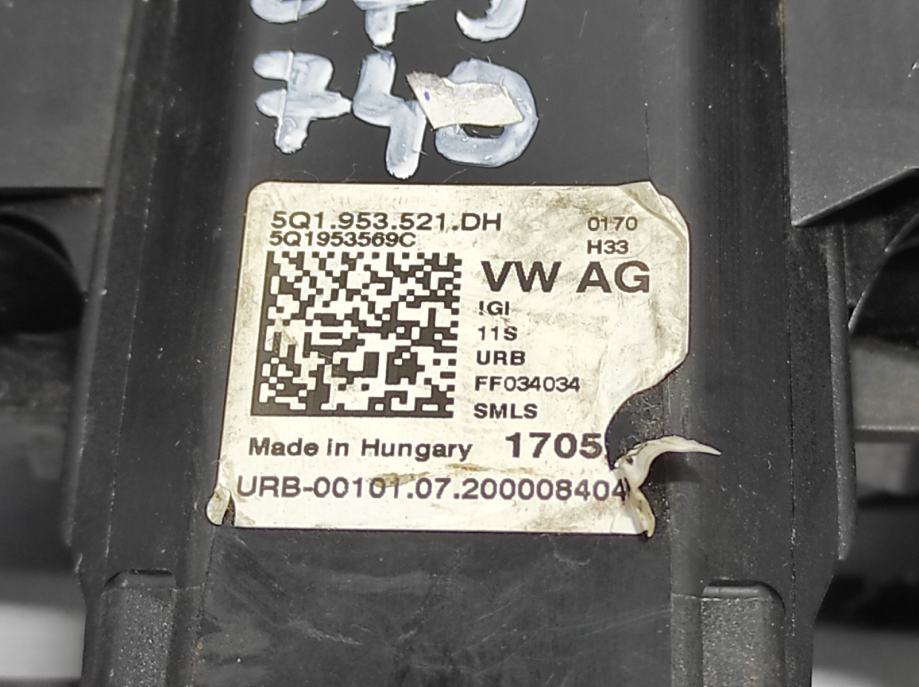 740
5Q1.953.521.DH 0170
5Q1953569C H33
VW AG
!GI
11S
URB
FF034034
SMLS
Made in Hungary 1705
URB-00101.07.200008404